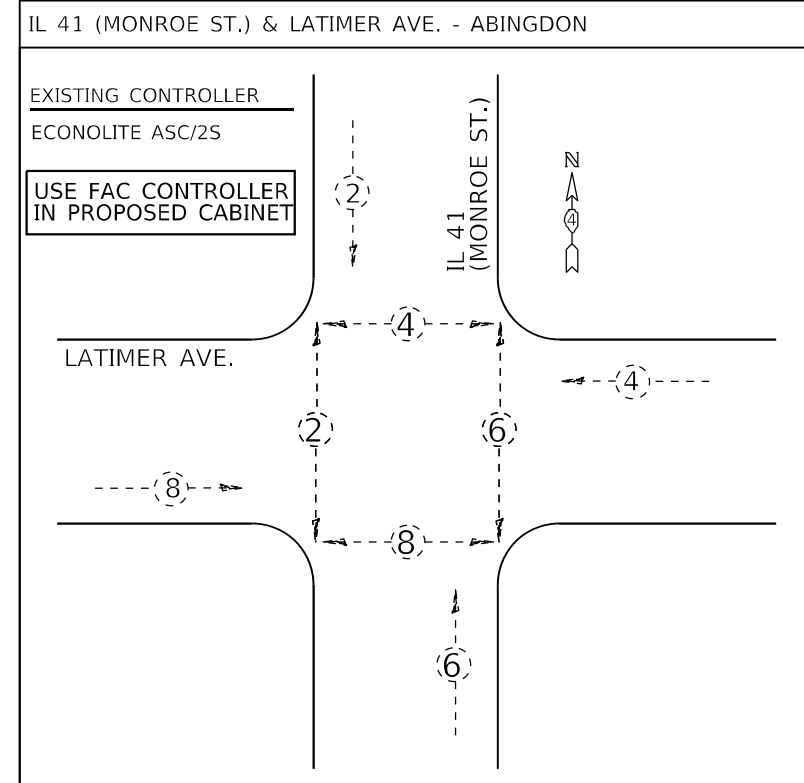 IL 41 (MONROE ST.) & LATIMER AVE. - ABINGDON
EXISTING CONTROLLER
ECONOLITE ASC/2S
USE FAC CONTROLLER
IN PROPOSED CABINET
2
IL 41
(MONROE ST.)
N
4
4
LATIMER AVE.
4
2
6
8
8
6